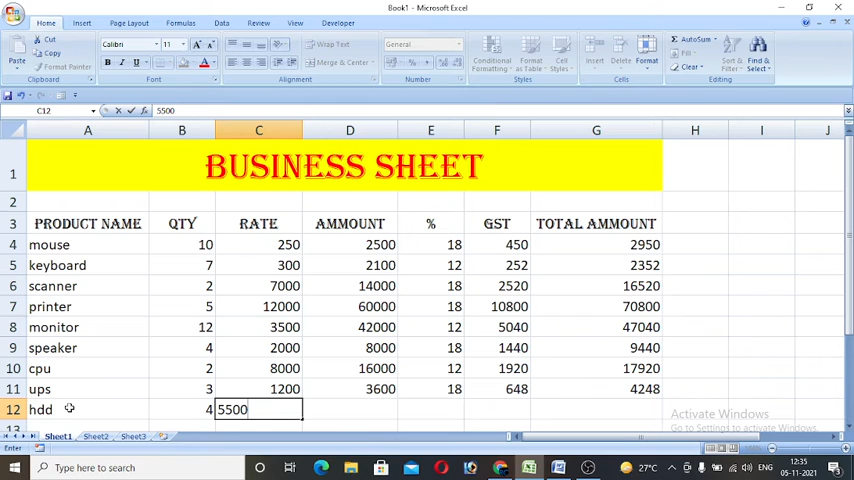 Book1 - Microsoft Excel
Home Insert Page Layout Formulas Data Review View Developer
Paste Cut Copy Format Painter Clipboard
Calibri 11 B I U A A A Font
Wrap Text Merge & Center Alignment
General % , Number
Conditional Formatting Format as Table Cell Styles Styles
Insert Delete Format Cells
Σ AutoSum Fill Clear Sort & Filter Find & Select Editing
C12 fx 5500
A B C D E F G H I J
1 BUSINESS SHEET
2
3 PRODUCT NAME QTY RATE AMMOUNT % GST TOTAL AMMOUNT
4 mouse 10 250 2500 18 450 2950
5 keyboard 7 300 2100 12 252 2352
6 scanner 2 7000 14000 18 2520 16520
7 printer 5 12000 60000 18 10800 70800
8 monitor 12 3500 42000 12 5040 47040
9 speaker 4 2000 8000 18 1440 9440
10 cpu 2 8000 16000 12 1920 17920
11 ups 3 1200 3600 18 648 4248
12 hdd 4 5500
13
Activate Windows
Go to Settings to activate Windows.
Sheet1 Sheet2 Sheet3
Enter 100%
Type here to search 27°C ENG 12:35
05-11-2021 3